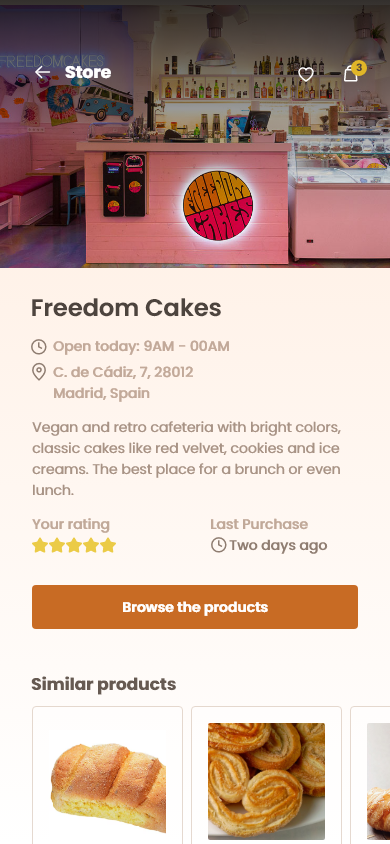 FREEDOMCAKES
Store
3
FREEDOM
CAKES
Freedom Cakes
Open today: 9AM - 00AM
C. de Cádiz, 7, 28012
Madrid, Spain
Vegan and retro cafeteria with bright colors,
classic cakes like red velvet, cookies and ice
creams. The best place for a brunch or even
lunch.
Your rating
Last Purchase
Two days ago
Browse the products
Similar products